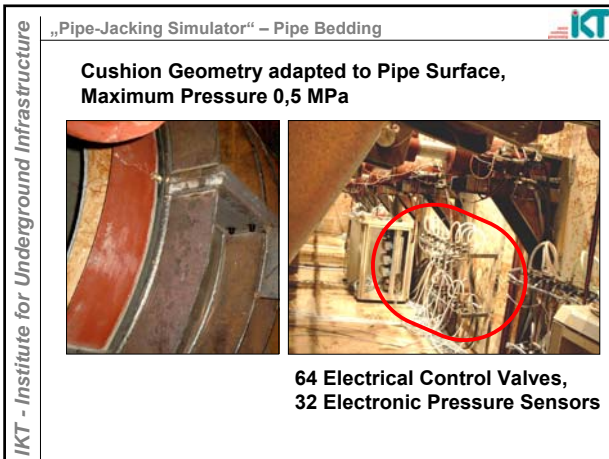 „Pipe-Jacking Simulator“ – Pipe Bedding
IKT
Cushion Geometry adapted to Pipe Surface,
Maximum Pressure 0,5 MPa
64 Electrical Control Valves,
32 Electronic Pressure Sensors
IKT - Institute for Underground Infrastructure